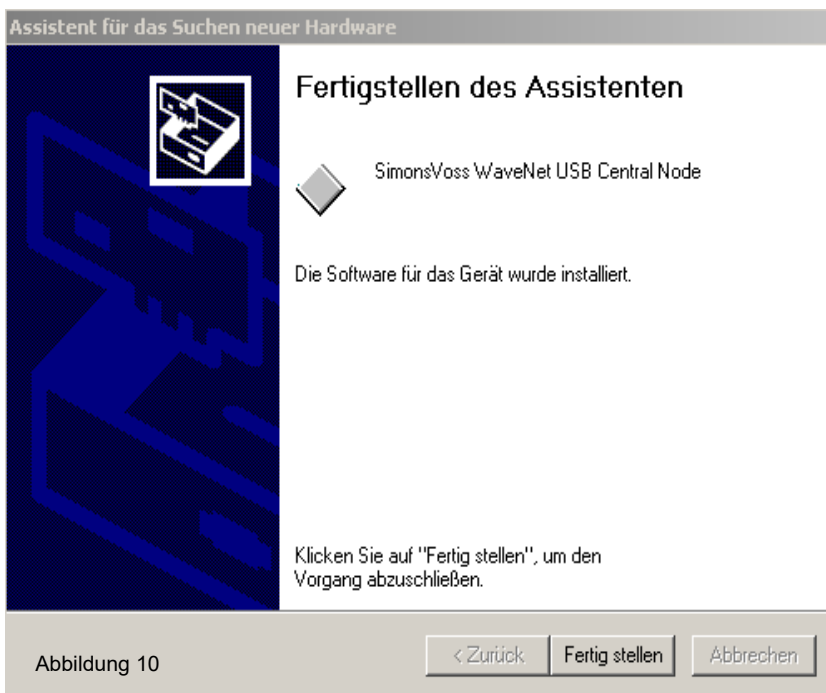 Assistent für das Suchen neuer Hardware
Fertigstellen des Assistenten
SimonsVoss WaveNet USB Central Node
Die Software für das Gerät wurde installiert.
Klicken Sie auf "Fertig stellen", um den
Vorgang abzuschließen.
Abbildung 10
< Zurück
Fertig stellen
Abbrechen